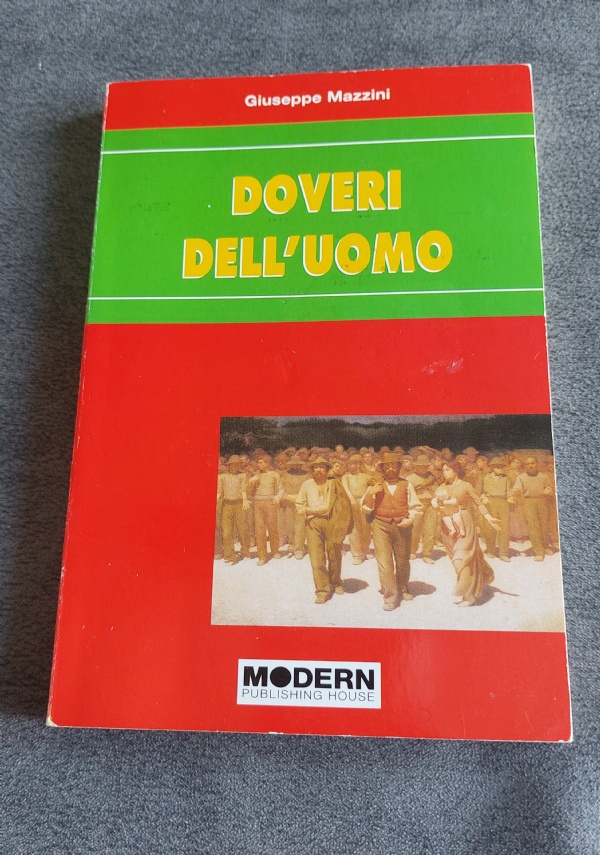 Giuseppe Mazzini
DOVERI
DELL'UOMO
MODERN
PUBLISHING HOUSE